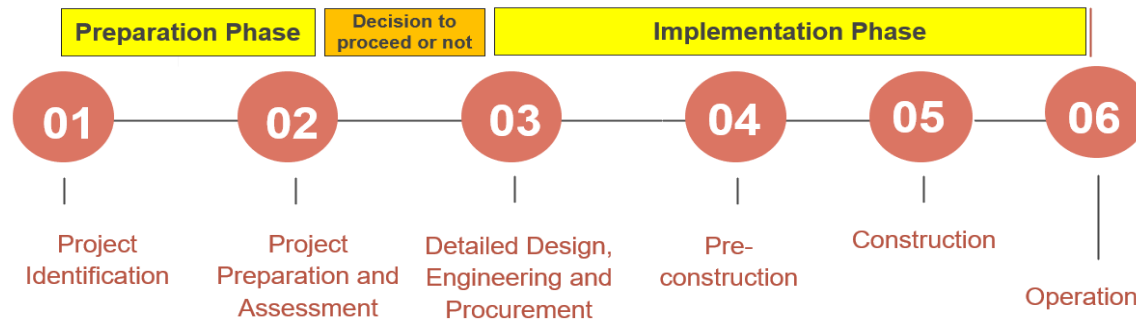 Preparation Phase
Decision to
proceed or not
Implementation Phase
01
02
03
04
05
06
Project
Identification
Project
Preparation and
Assessment
Detailed Design,
Engineering and
Procurement
Pre-
construction
Construction
Operation